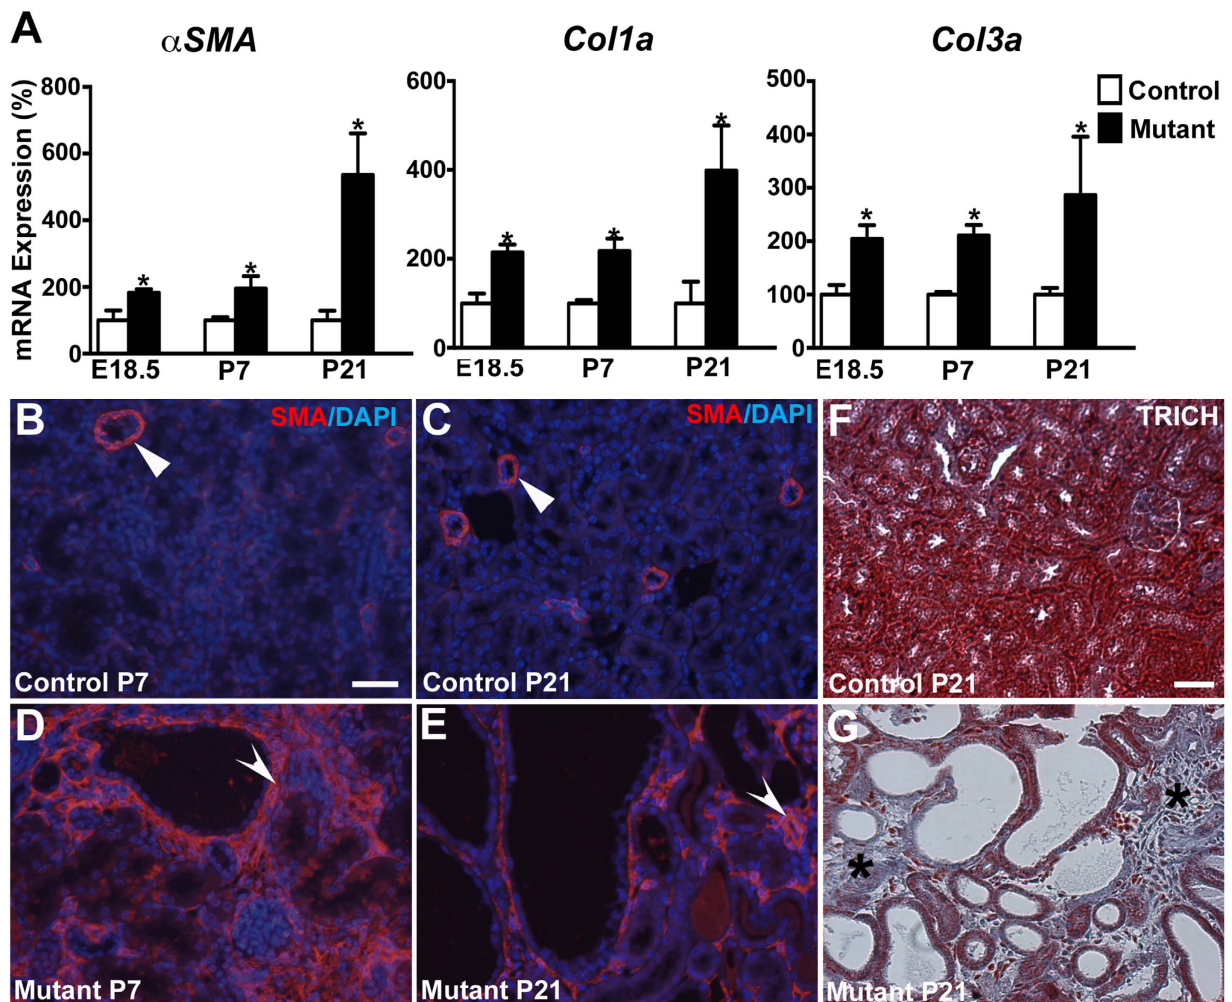 A
αSMA
Col1a
Col3a
mRNA Expression (%)
800
600
400
200
0
E18.5
P7
P21
600
400
200
0
E18.5
P7
P21
500
400
300
200
100
0
E18.5
P7
P21
Control
Mutant
*
*
*
*
*
*
*
*
*
B
SMA/DAPI
Control P7
C
SMA/DAPI
Control P21
F
TRICH
Control P21
D
Mutant P7
E
Mutant P21
G
*
*
Mutant P21